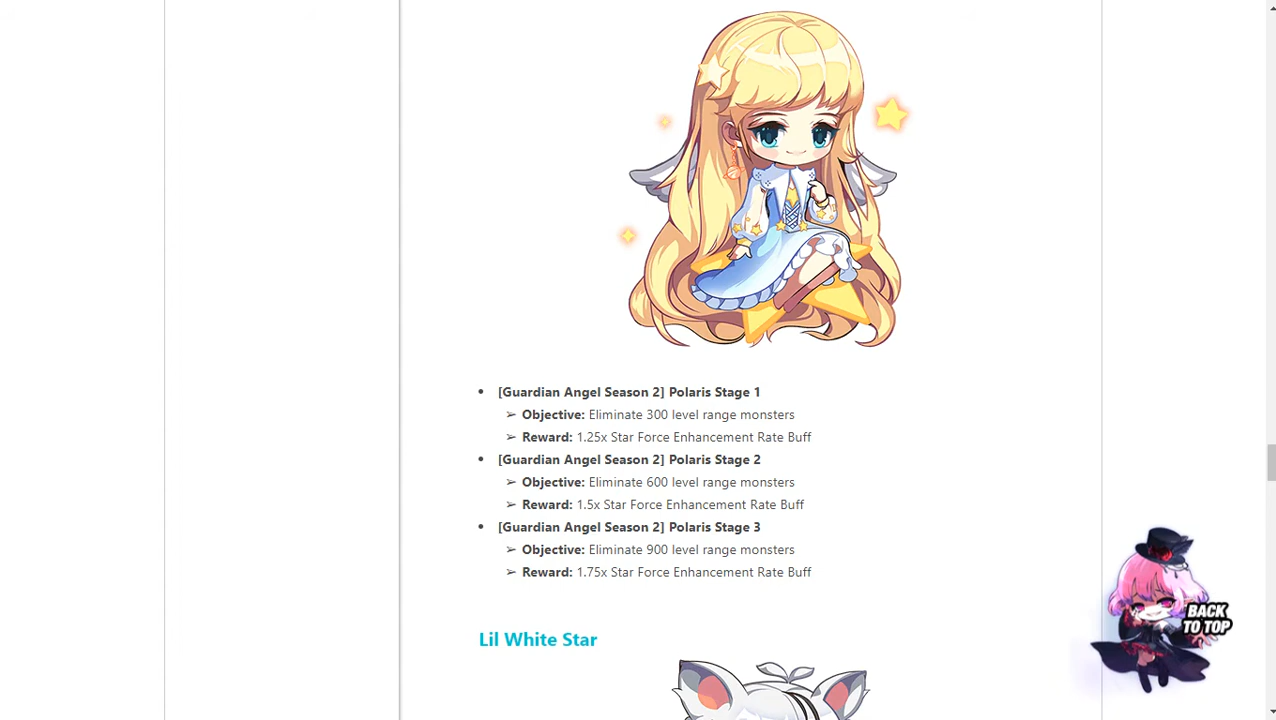 • [Guardian Angel Season 2] Polaris Stage 1
➢ Objective: Eliminate 300 level range monsters
➢ Reward: 1.25x Star Force Enhancement Rate Buff
• [Guardian Angel Season 2] Polaris Stage 2
➢ Objective: Eliminate 600 level range monsters
➢ Reward: 1.5x Star Force Enhancement Rate Buff
• [Guardian Angel Season 2] Polaris Stage 3
➢ Objective: Eliminate 900 level range monsters
➢ Reward: 1.75x Star Force Enhancement Rate Buff
Lil White Star
BACK
TO TOP